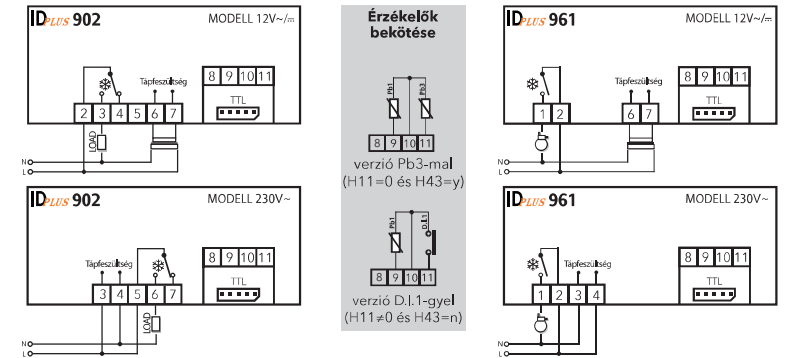 IDPLUS 902 MODELL 12V~/⎓
Tápfeszültség
8 9 10 11
TTL
2 3 4 5 6 7
LOAD
N
L
IDPLUS 902 MODELL 230V~
Tápfeszültség
8 9 10 11
TTL
3 4 5 6 7
LOAD
N
L
Érzékelők
bekötése
Pb1 Pb3
8 9 10 11
verzió Pb3-mal
(H11=0 és H43=y)
Pb1 D.I.1
8 9 10 11
verzió D.I.1-gyel
(H11≠0 és H43=n)
IDPLUS 961 MODELL 12V~/⎓
Tápfeszültség
8 9 10 11
TTL
1 2 6 7
N
L
IDPLUS 961 MODELL 230V~
Tápfeszültség
8 9 10 11
TTL
1 2 3 4
N
L